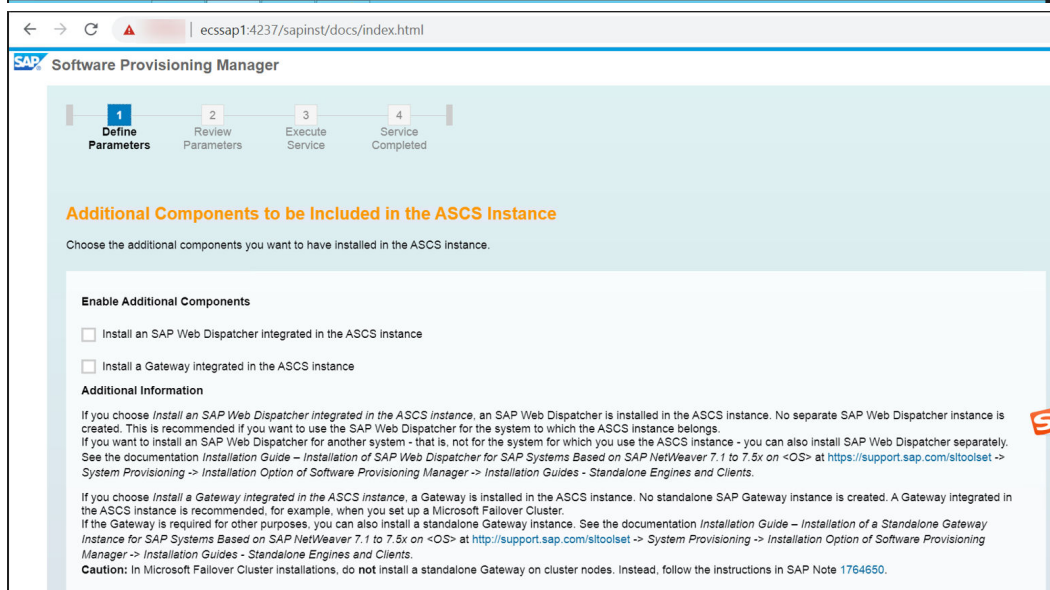 ecssap1:4237/sapinst/docs/index.html
SAP Software Provisioning Manager
1 2 3 4
Define Review Execute Service
Parameters Parameters Service Completed
Additional Components to be Included in the ASCS Instance
Choose the additional components you want to have installed in the ASCS instance.
Enable Additional Components
Install an SAP Web Dispatcher integrated in the ASCS instance
Install a Gateway integrated in the ASCS instance
Additional Information
If you choose Install an SAP Web Dispatcher integrated in the ASCS instance, an SAP Web Dispatcher is installed in the ASCS instance. No separate SAP Web Dispatcher instance is
created. This is recommended if you want to use the SAP Web Dispatcher for the system to which the ASCS instance belongs.
If you want to install an SAP Web Dispatcher for another system - that is, not for the system for which you use the ASCS instance - you can also install SAP Web Dispatcher separately.
See the documentation Installation Guide – Installation of SAP Web Dispatcher for SAP Systems Based on SAP NetWeaver 7.1 to 7.5x on <OS> at https://support.sap.com/sltoolset ->
System Provisioning -> Installation Option of Software Provisioning Manager -> Installation Guides - Standalone Engines and Clients.
If you choose Install a Gateway integrated in the ASCS instance, a Gateway is installed in the ASCS instance. No standalone SAP Gateway instance is created. A Gateway integrated in
the ASCS instance is recommended, for example, when you set up a Microsoft Failover Cluster.
If the Gateway is required for other purposes, you can also install a standalone Gateway instance. See the documentation Installation Guide – Installation of a Standalone Gateway
Instance for SAP Systems Based on SAP NetWeaver 7.1 to 7.5x on <OS> at http://support.sap.com/sltoolset -> System Provisioning -> Installation Option of Software Provisioning
Manager -> Installation Guides - Standalone Engines and Clients.
Caution: In Microsoft Failover Cluster installations, do not install a standalone Gateway on cluster nodes. Instead, follow the instructions in SAP Note 1764650.